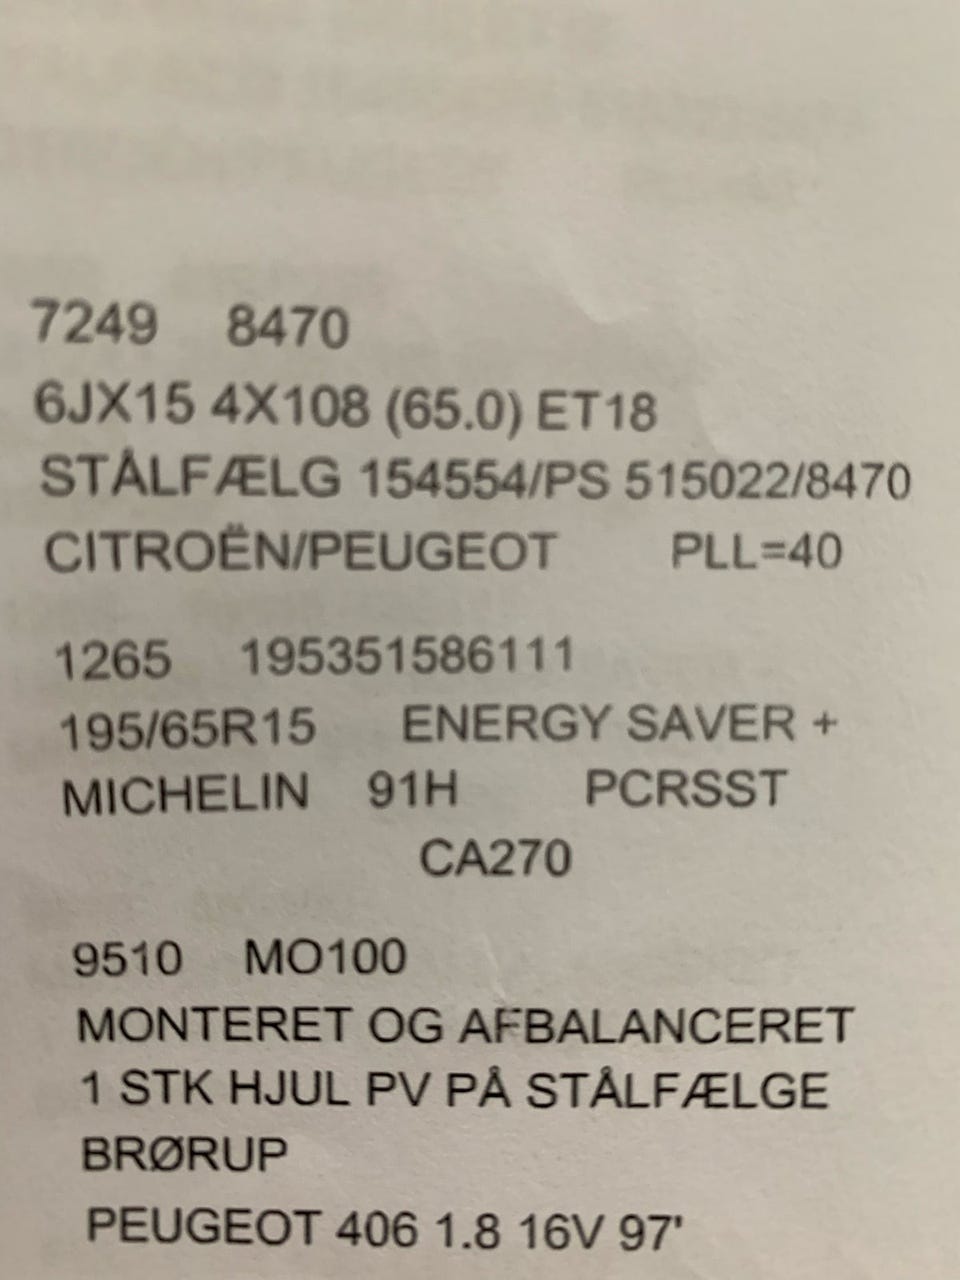 7249 8470
6JX15 4X108 (65.0) ET18
STÅLFÆLG 154554/PS 515022/8470
CITROËN/PEUGEOT PLL=40
1265 195351586111
195/65R15 ENERGY SAVER +
MICHELIN 91H PCRSST
CA270
9510 MO100
MONTERET OG AFBALANCERET
1 STK HJUL PV PÅ STÅLFÆLGE
BRØRUP
PEUGEOT 406 1.8 16V 97'